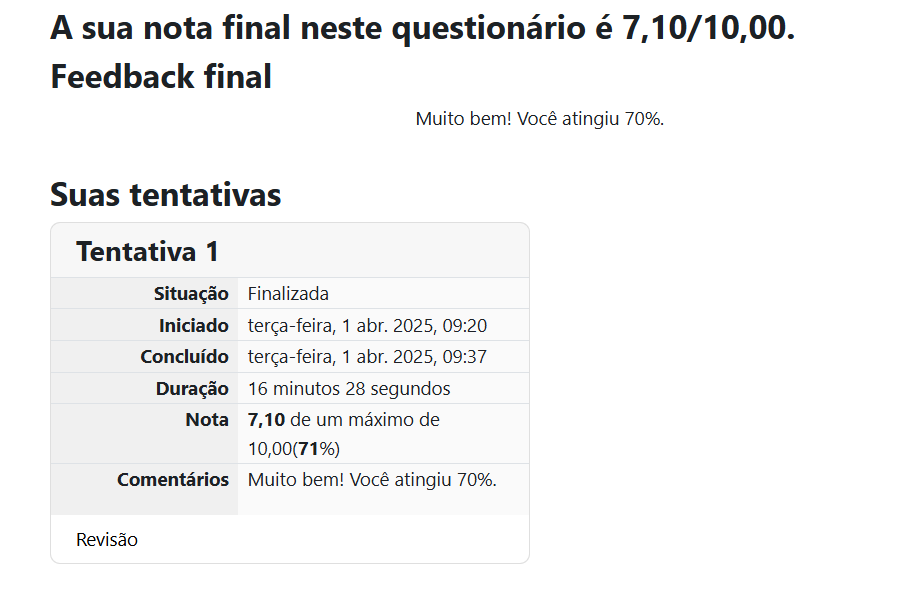 A sua nota final neste questionário é 7,10/10,00.
Feedback final
Muito bem! Você atingiu 70%.
Suas tentativas
Tentativa 1
Situação Finalizada
Iniciado terça-feira, 1 abr. 2025, 09:20
Concluído terça-feira, 1 abr. 2025, 09:37
Duração 16 minutos 28 segundos
Nota 7,10 de um máximo de
10,00(71%)
Comentários Muito bem! Você atingiu 70%.
Revisão